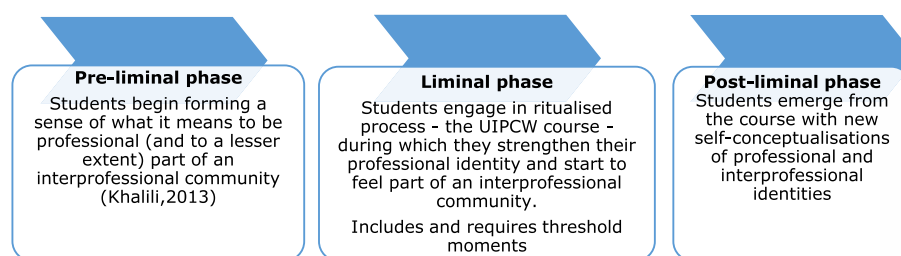 Pre-liminal phase
Students begin forming a
sense of what it means to be
professional (and to a lesser
extent) part of an
interprofessional community
(Khalili,2013)
Liminal phase
Students engage in ritualised
process - the UIPCW course -
during which they strengthen their
professional identity and start to
feel part of an interprofessional
community.
Includes and requires threshold
moments
Post-liminal phase
Students emerge from
the course with new
self-conceptualisations
of professional and
interprofessional
identities